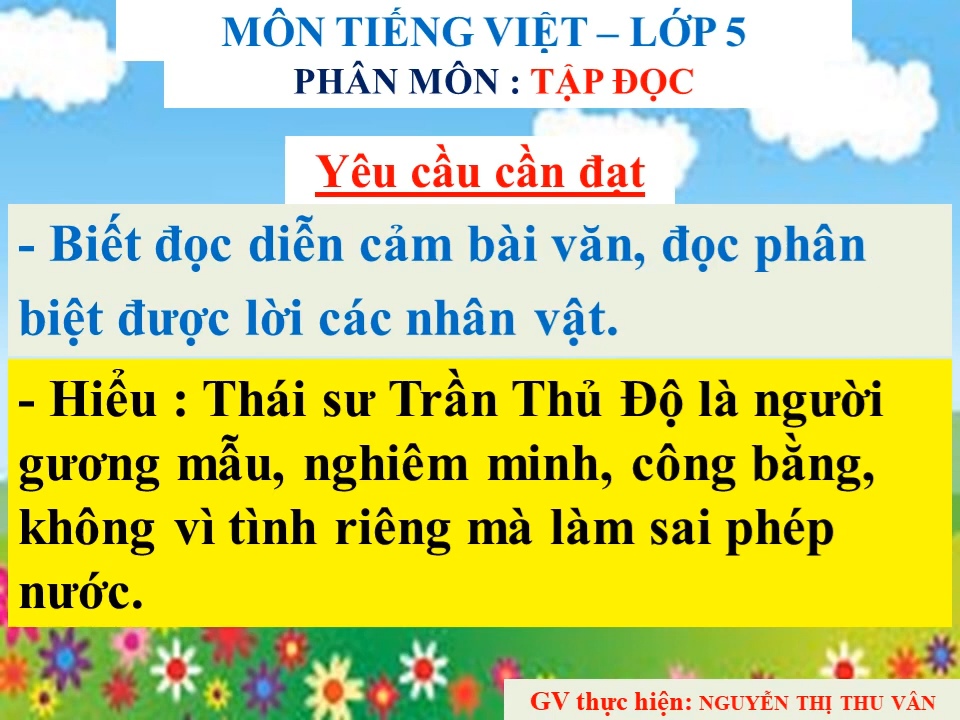 MÔN TIẾNG VIỆT – LỚP 5
PHÂN MÔN : TẬP ĐỌC
Yêu cầu cần đạt
- Biết đọc diễn cảm bài văn, đọc phân
biệt được lời các nhân vật.
- Hiểu : Thái sư Trần Thủ Độ là người
gương mẫu, nghiêm minh, công bằng,
không vì tình riêng mà làm sai phép
nước.
GV thực hiện: NGUYỄN THỊ THU VÂN